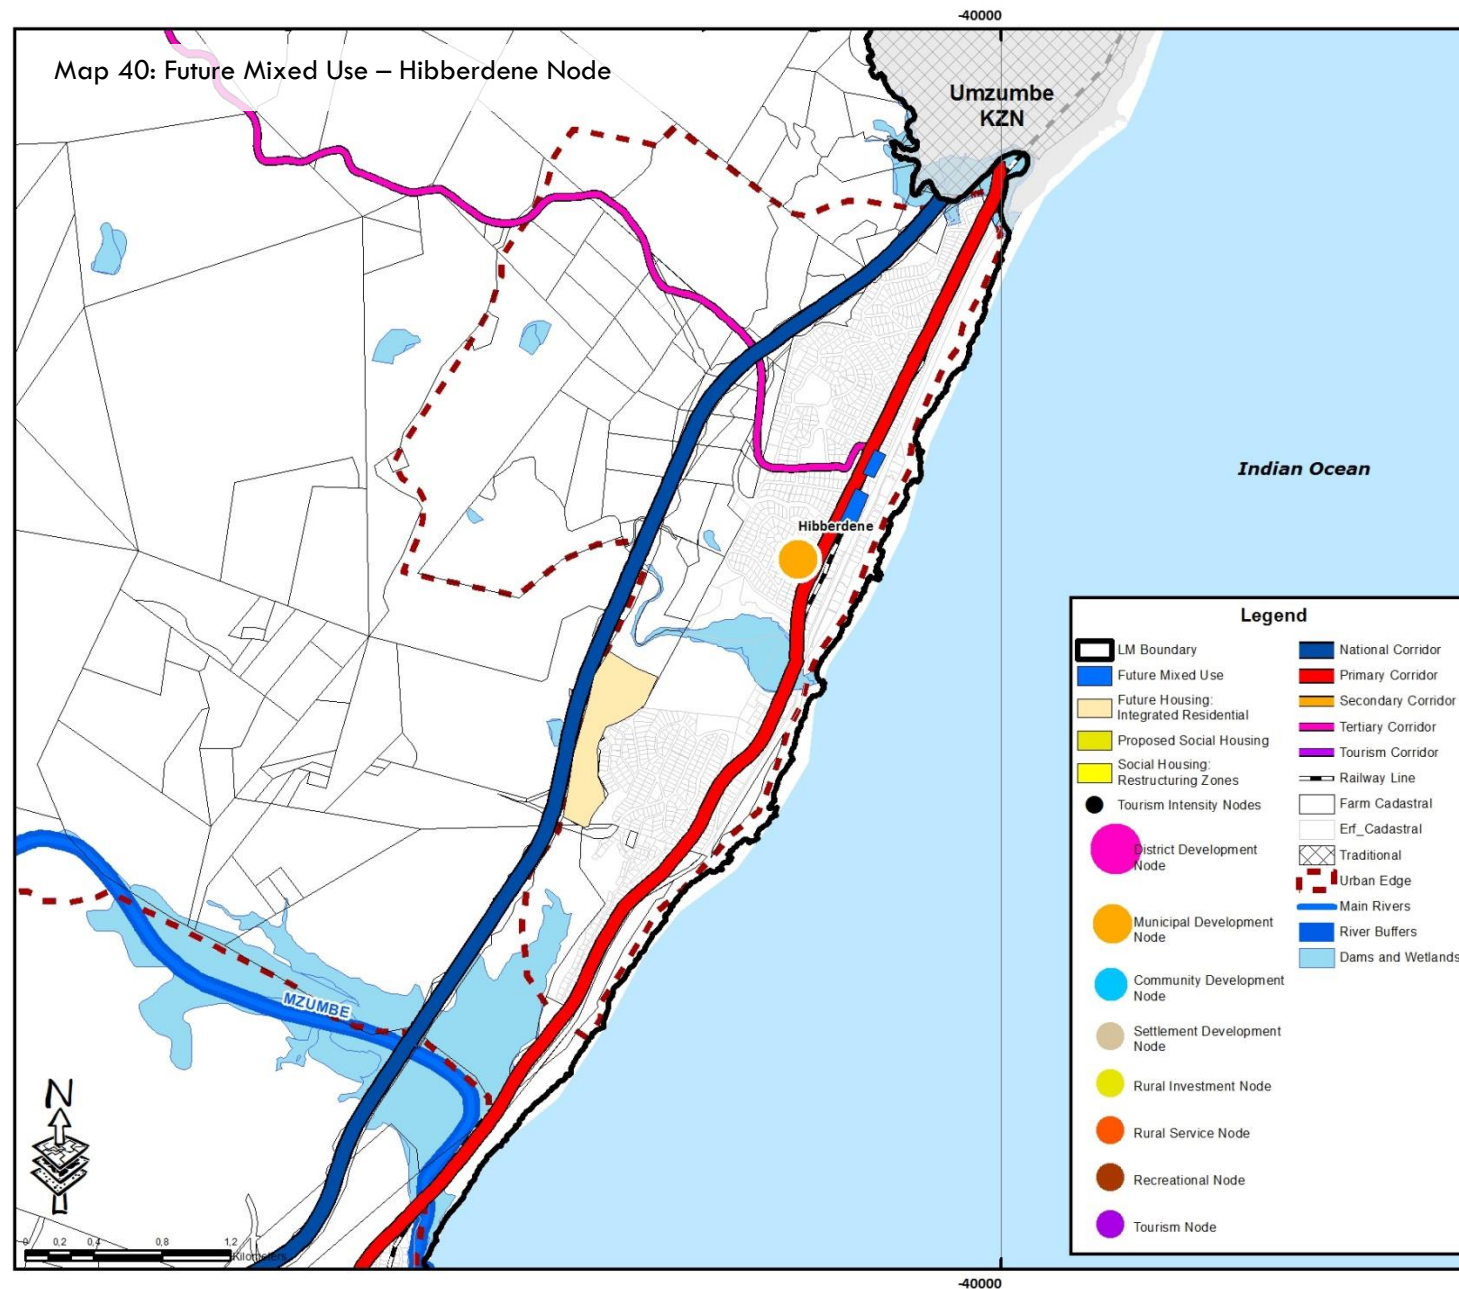 -40000
Map 40: Future Mixed Use – Hibberdene Node
Umzumbe
KZN
Indian Ocean
Hibberdene
MZUMBE
Legend
LM Boundary
Future Mixed Use
Future Housing:
Integrated Residential
Proposed Social Housing
Social Housing:
Restructuring Zones
Tourism Intensity Nodes
District Development
Node
Municipal Development
Node
Community Development
Node
Settlement Development
Node
Rural Investment Node
Rural Service Node
Recreational Node
Tourism Node
National Corridor
Primary Corridor
Secondary Corridor
Tertiary Corridor
Tourism Corridor
Railway Line
Farm Cadastral
Erf_Cadastral
Traditional
Urban Edge
Main Rivers
River Buffers
Dams and Wetlands
N
0 0,2 0,4 0,8 1,2
Kilometers
-40000